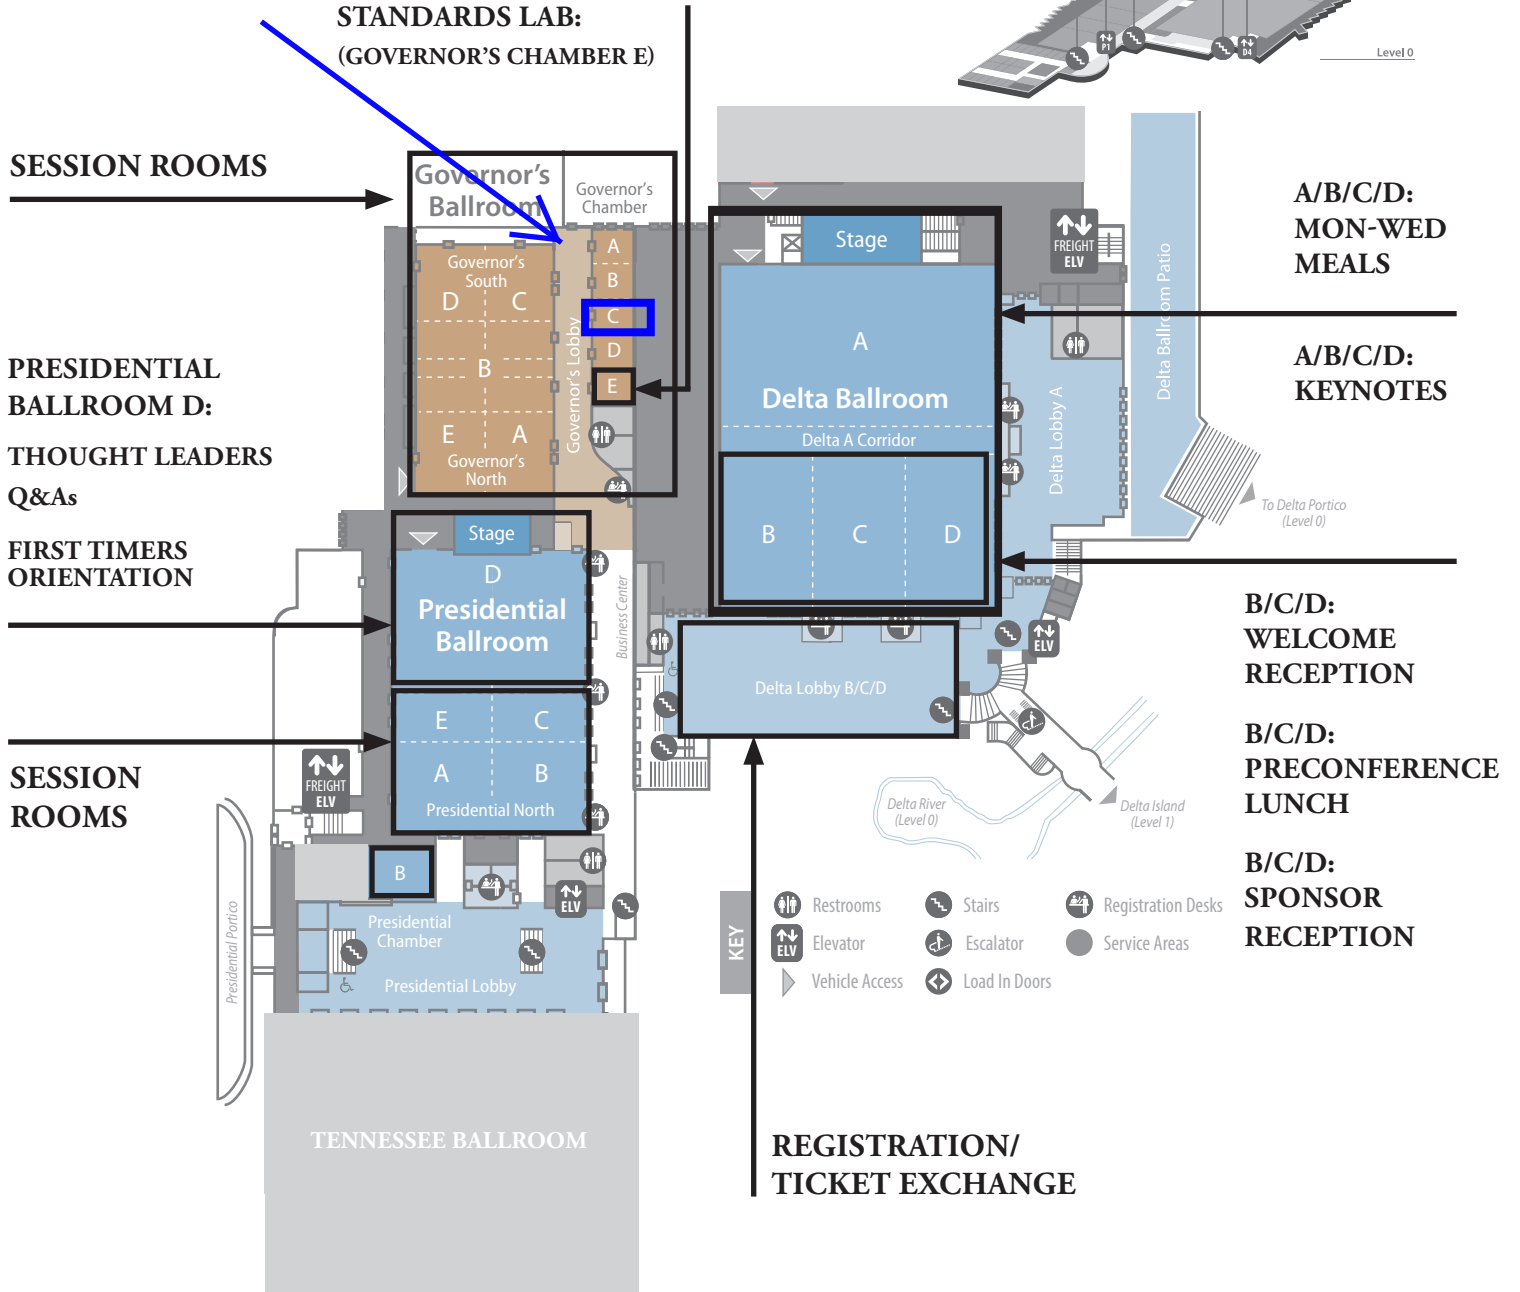 STANDARDS LAB:
(GOVERNOR'S CHAMBER E)
P1
D4
Level 0
SESSION ROOMS
Governor's
Ballroom
Governor's
Chamber
Governor's
South
D
C
B
E
A
Governor's
North
Governor's Lobby
A
B
C
D
E
Stage
A
Delta Ballroom
Delta A Corridor
B
C
D
FREIGHT
ELV
Delta Lobby A
Delta Ballroom Patio
To Delta Portico
(Level 0)
A/B/C/D:
MON-WED
MEALS
A/B/C/D:
KEYNOTES
PRESIDENTIAL
BALLROOM D:
THOUGHT LEADERS
Q&As
FIRST TIMERS
ORIENTATION
Stage
D
Presidential
Ballroom
Business Center
ELV
Delta Lobby B/C/D
E
C
A
B
Presidential North
FREIGHT
ELV
SESSION
ROOMS
B/C/D:
WELCOME
RECEPTION
B/C/D:
PRECONFERENCE
LUNCH
B/C/D:
SPONSOR
RECEPTION
Delta River
(Level 0)
Delta Island
(Level 1)
B
ELV
Presidential
Chamber
Presidential Portico
Presidential Lobby
KEY
Restrooms
Stairs
Registration Desks
ELV
Elevator
Escalator
Service Areas
Vehicle Access
Load In Doors
TENNESSEE BALLROOM
REGISTRATION/
TICKET EXCHANGE